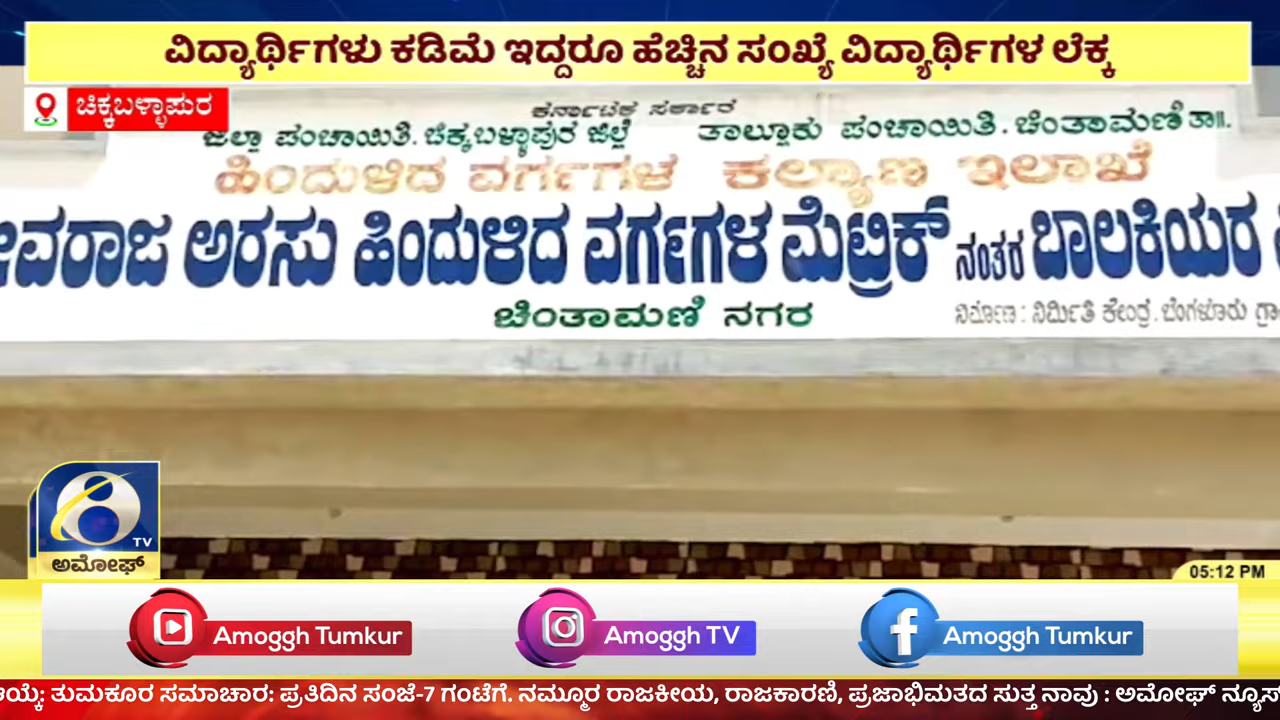 ವಿದ್ಯಾರ್ಥಿಗಳು ಕಡಿಮೆ ಇದ್ದರೂ ಹೆಚ್ಚಿನ ಸಂಖ್ಯೆ ವಿದ್ಯಾರ್ಥಿಗಳ ಲೆಕ್ಕ
ಚಿಕ್ಕಬಳ್ಳಾಪುರ
ಕರ್ನಾಟಕ ಸರ್ಕಾರ
ಜಿಲ್ಲಾ ಪಂಚಾಯಿತಿ. ಚಿಕ್ಕಬಳ್ಳಾಪುರ ಜಿಲ್ಲೆ ತಾಲ್ಲೂಕು ಪಂಚಾಯಿತಿ. ಚಿಂತಾಮಣಿ ತಾ॥.
ಹಿಂದುಳಿದ ವರ್ಗಗಳ ಕಲ್ಯಾಣ ಇಲಾಖೆ
ವರಾಜ ಅರಸು ಹಿಂದುಳಿದ ವರ್ಗಗಳ ಮೆಟ್ರಿಕ್ ನಂತರ ಬಾಲಕಿಯರ
ಚಿಂತಾಮಣಿ ನಗರ
ನಿರ್ಮಾಣ : ನಿರ್ಮಿತಿ ಕೇಂದ್ರ. ಬೆಂಗಳೂರು ಗ್ರಾ
8
TV
ಅಮೋಘ್
05:12 PM
Amoggh Tumkur
Amoggh TV
Amoggh Tumkur
ಆಯ್ಕೆ: ತುಮಕೂರ ಸಮಾಚಾರ: ಪ್ರತಿದಿನ ಸಂಜೆ-7 ಗಂಟೆಗೆ. ನಮ್ಮೂರ ರಾಜಕೀಯ, ರಾಜಕಾರಣಿ, ಪ್ರಜಾಭಿಮತದ ಸುತ್ತ ನಾವು : ಅಮೋಘ್ ನ್ಯೂಸ್